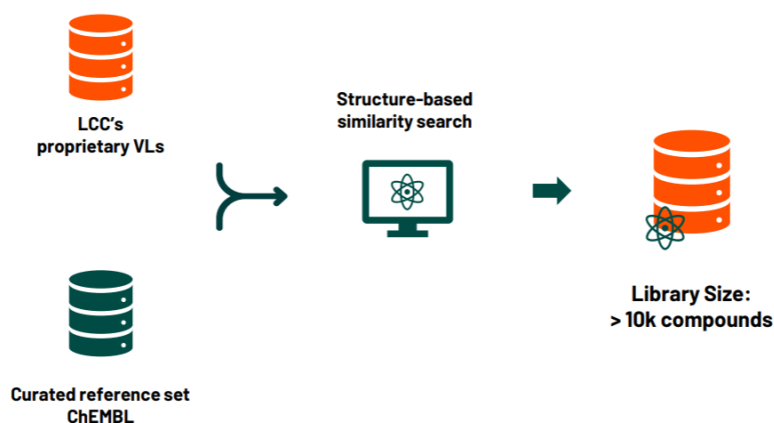 LCC's
proprietary VLs
Structure-based
similarity search
Library Size:
> 10k compounds
Curated reference set
ChEMBL